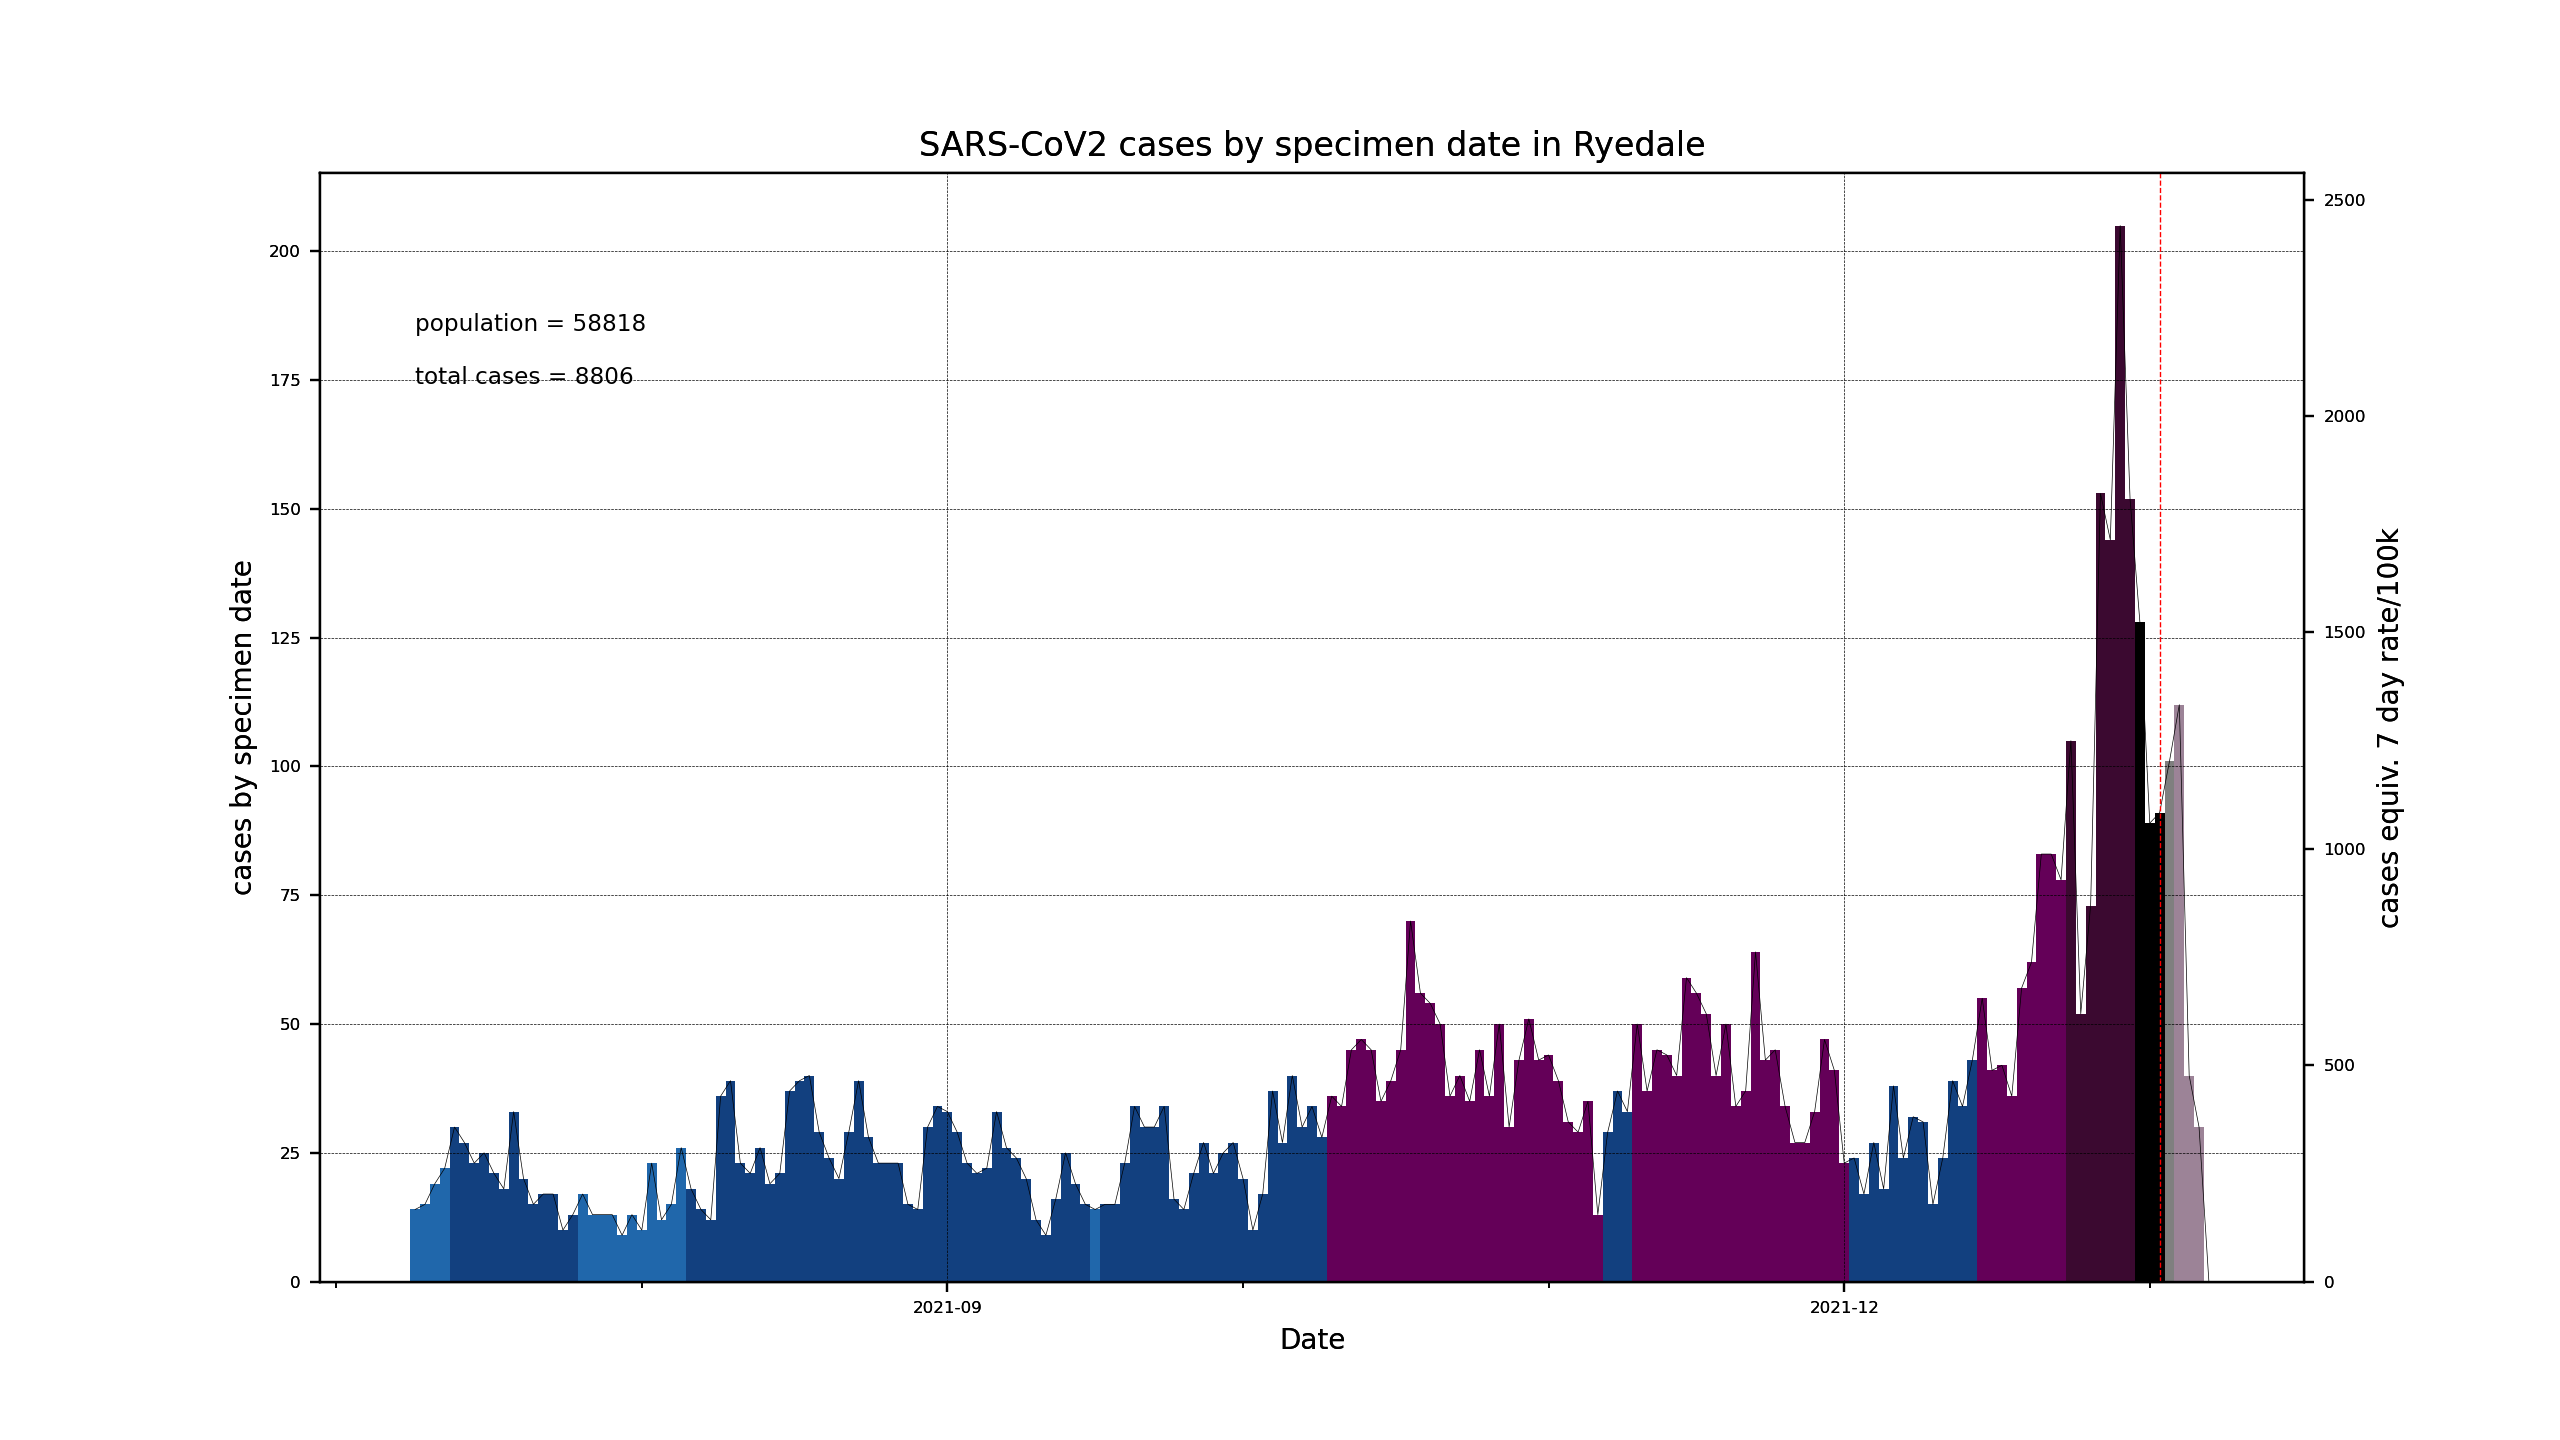 SARS-CoV2 cases by specimen date in Ryedale
population = 58818
total cases = 8806
cases by specimen date
200
175
150
125
100
75
50
25
0
2500
2000
1500
1000
500
0
cases equiv. 7 day rate/100k
2021-09
2021-12
Date